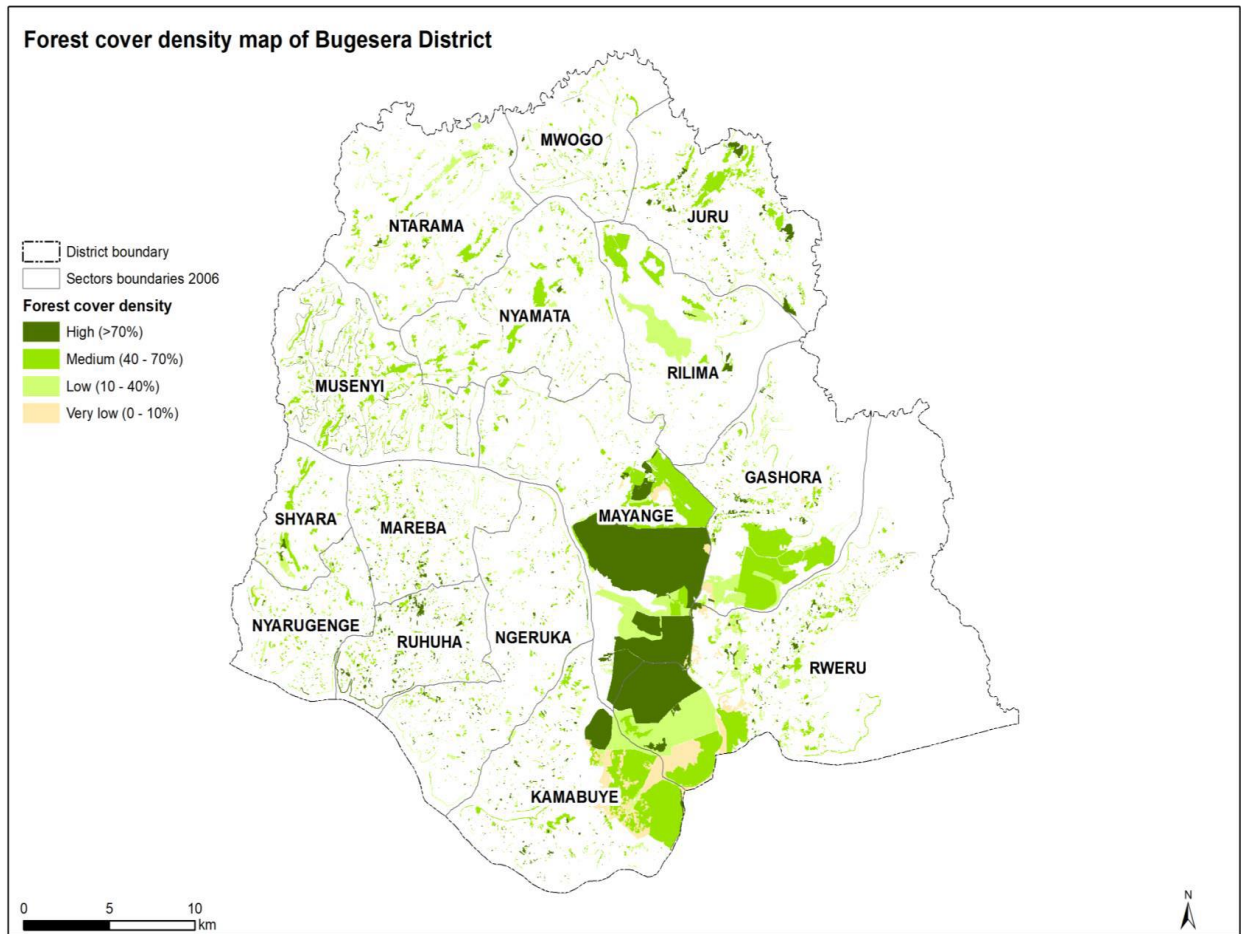 Forest cover density map of Bugesera District
MWOGO
NTARAMA
JURU
District boundary
Sectors boundaries 2006
Forest cover density
High (>70%)
Medium (40 - 70%)
Low (10 - 40%)
Very low (0 - 10%)
NYAMATA
RILIMA
MUSENYI
GASHORA
SHYARA
MAREBA
MAYANGE
NYARUGENGE
RUHUHA
NGERUKA
RWERU
KAMABUYE
0 5 10
km
N